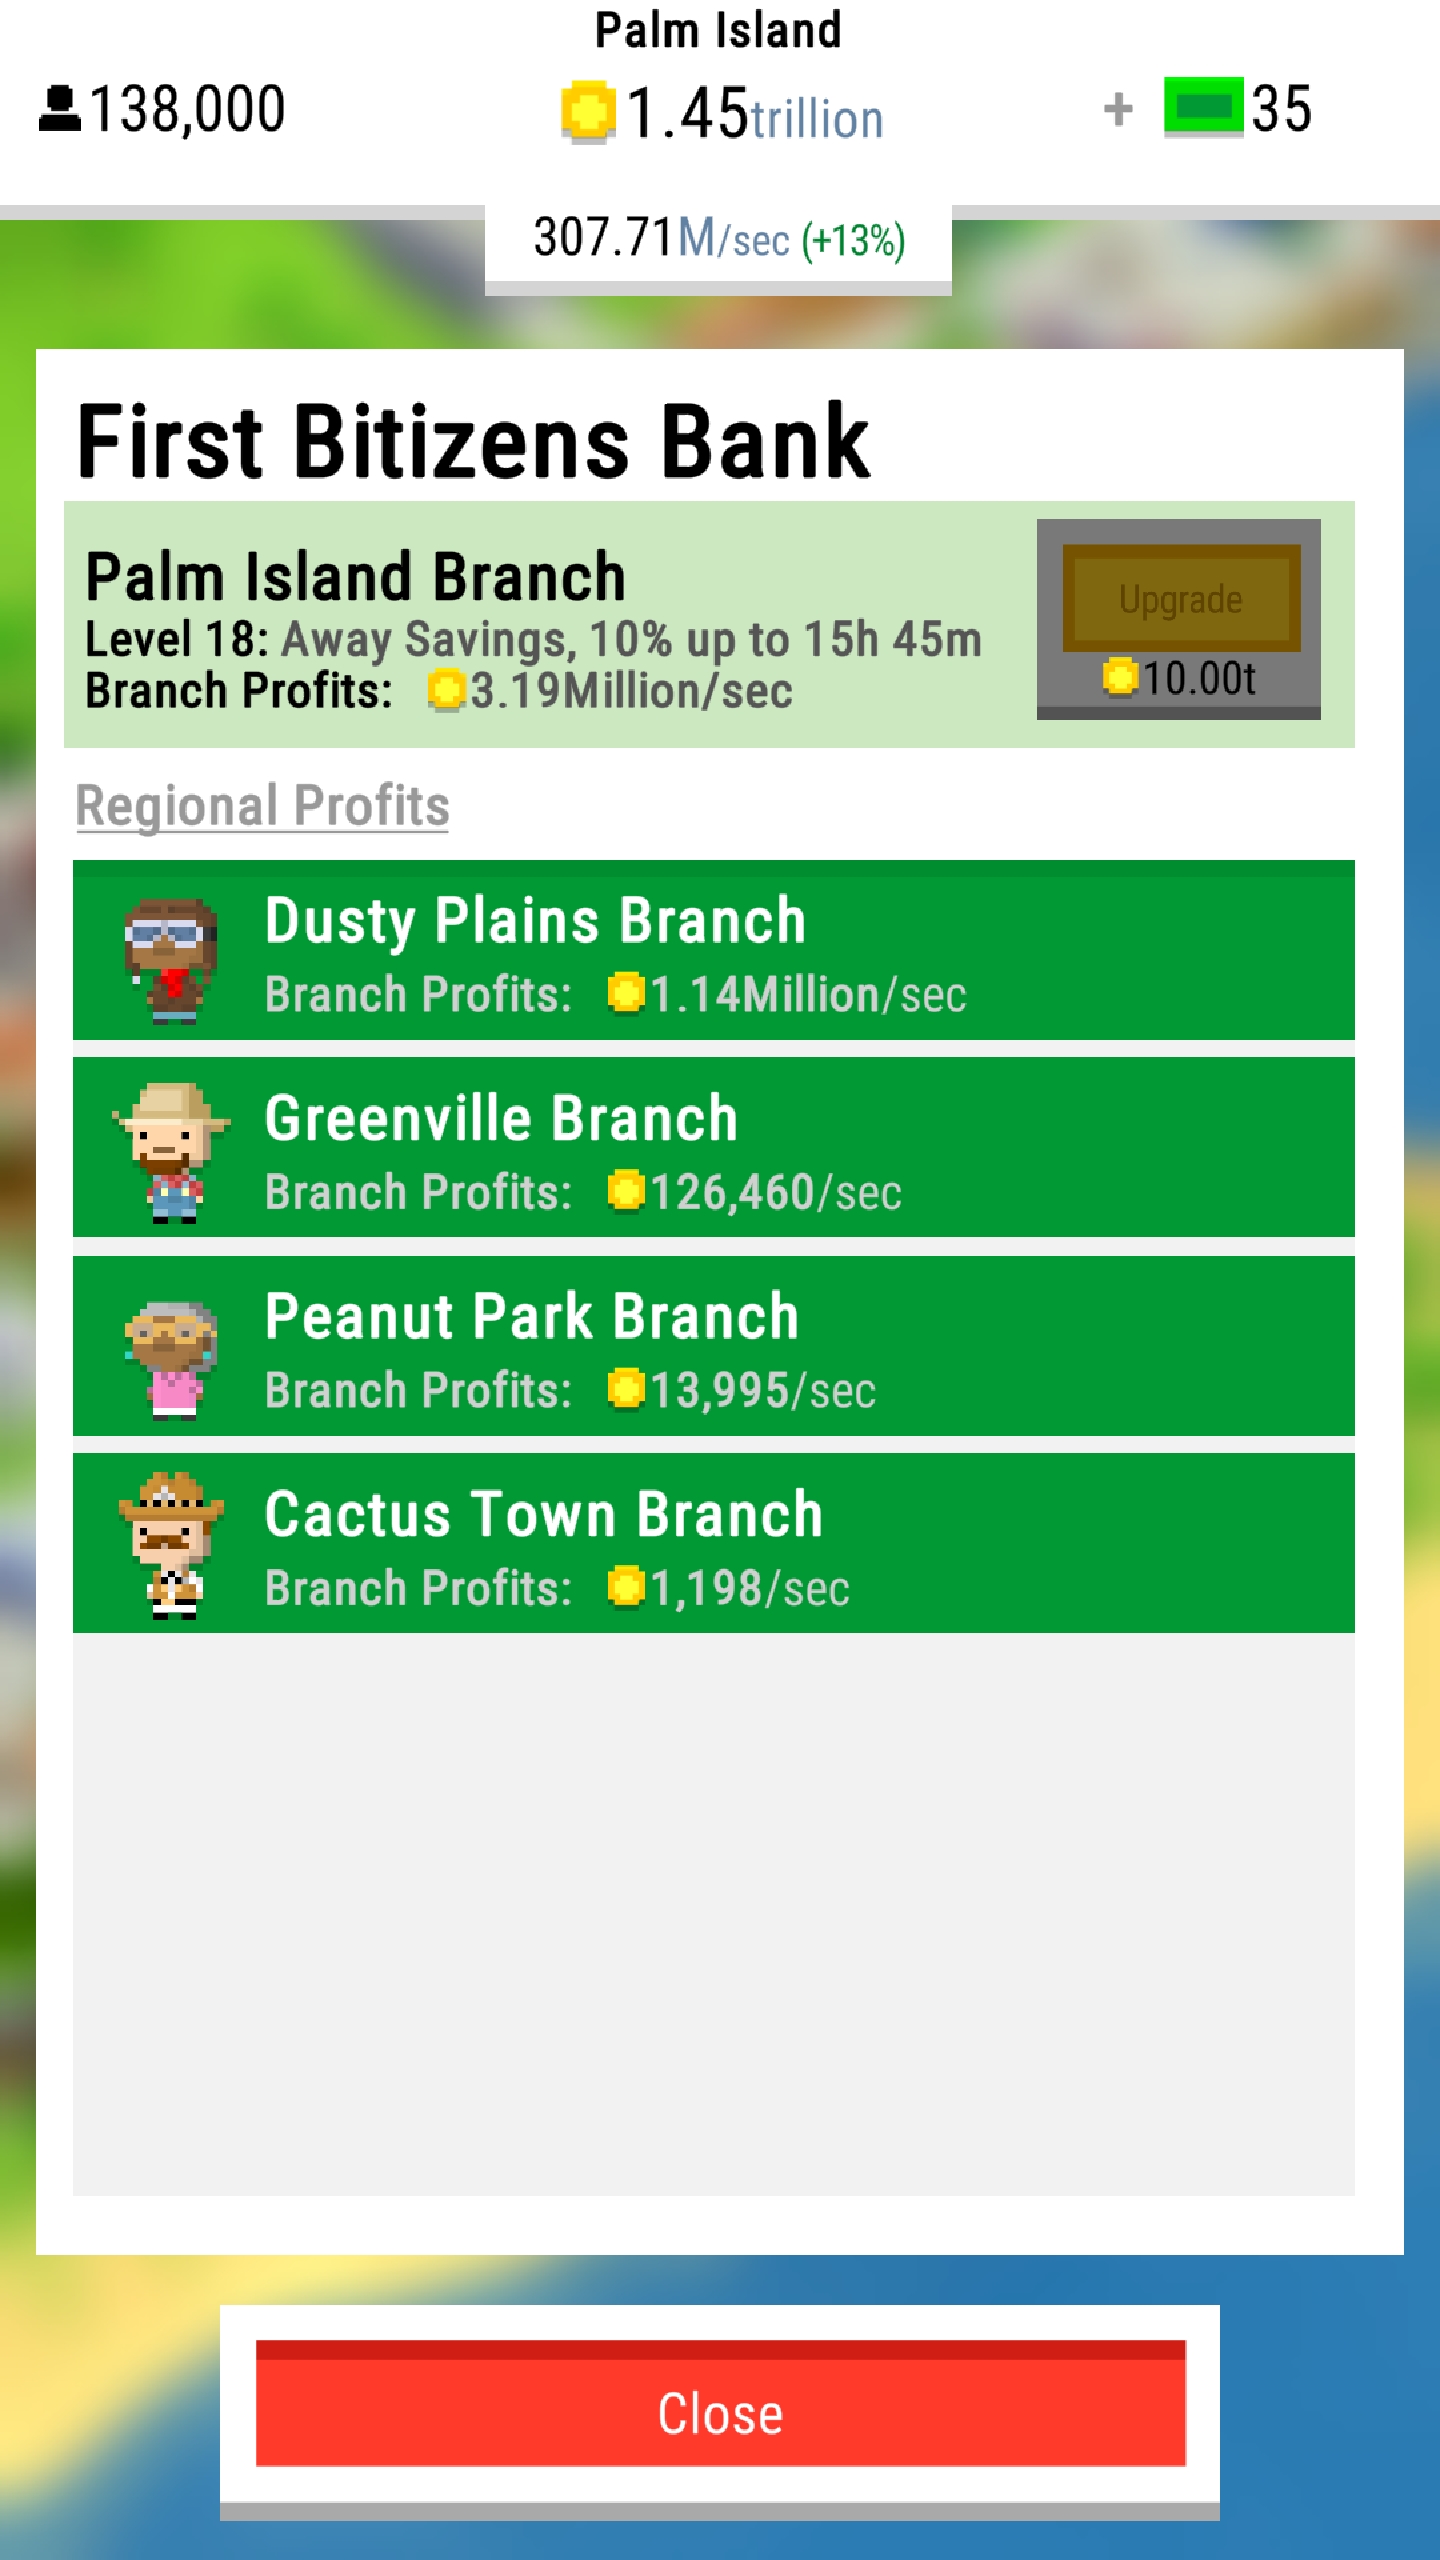 Palm Island
138,000
1.45trillion
+ 35
307.71M/sec (+13%)
First Bitizens Bank
Palm Island Branch
Level 18: Away Savings, 10% up to 15h 45m
Branch Profits: 3.19Million/sec
Upgrade
10.00t
Regional Profits
Dusty Plains Branch
Branch Profits: 1.14Million/sec
Greenville Branch
Branch Profits: 126,460/sec
Peanut Park Branch
Branch Profits: 13,995/sec
Cactus Town Branch
Branch Profits: 1,198/sec
Close